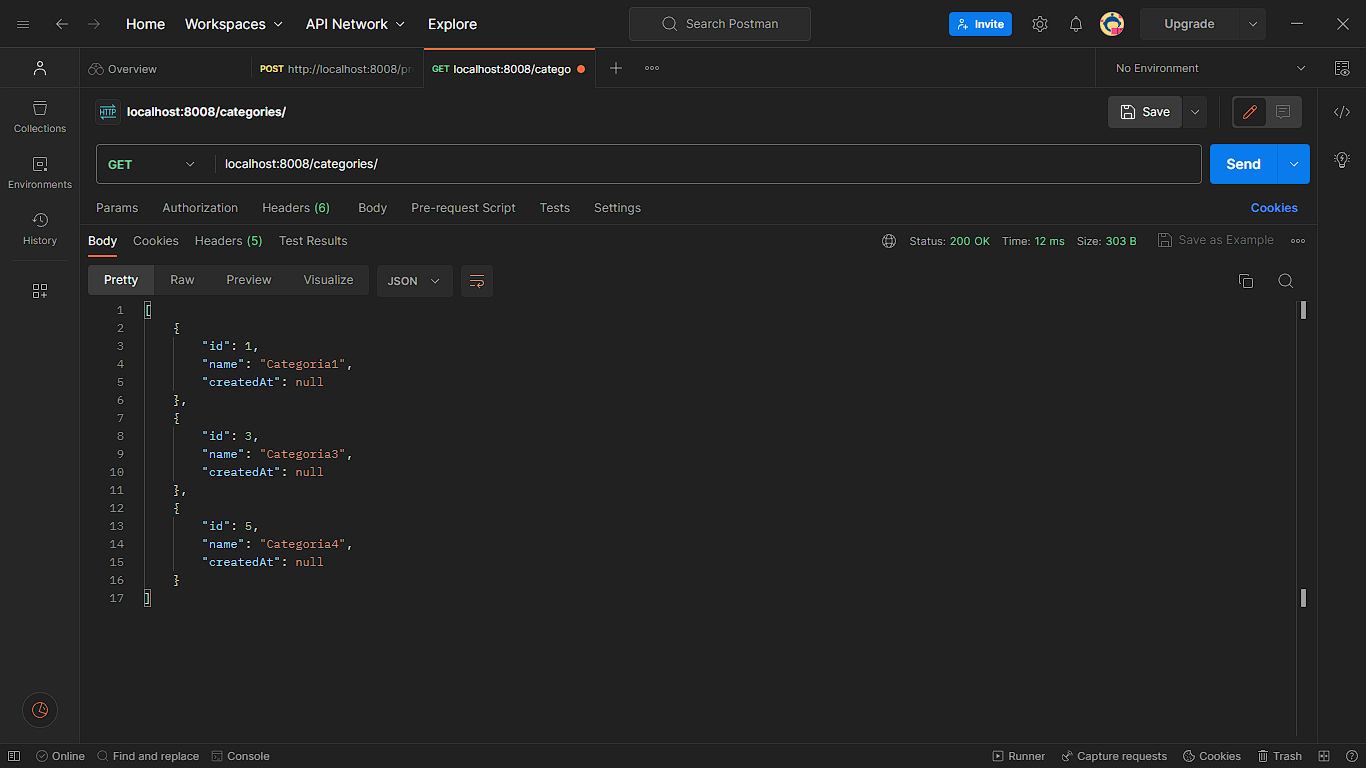 Home Workspaces API Network Explore Search Postman Invite Upgrade
Overview POST http://localhost:8008/pr GET localhost:8008/catego No Environment
HTTP localhost:8008/categories/ Save
Collections
GET localhost:8008/categories/ Send
Environments
Params Authorization Headers (6) Body Pre-request Script Tests Settings Cookies
History
Body Cookies Headers (5) Test Results Status: 200 OK Time: 12 ms Size: 303 B Save as Example
Pretty Raw Preview Visualize JSON
1 [
2 {
3 "id": 1,
4 "name": "Categoria1",
5 "createdAt": null
6 },
7 {
8 "id": 3,
9 "name": "Categoria3",
10 "createdAt": null
11 },
12 {
13 "id": 5,
14 "name": "Categoria4",
15 "createdAt": null
16 }
17 ]
Online Find and replace Console Runner Capture requests Cookies Trash